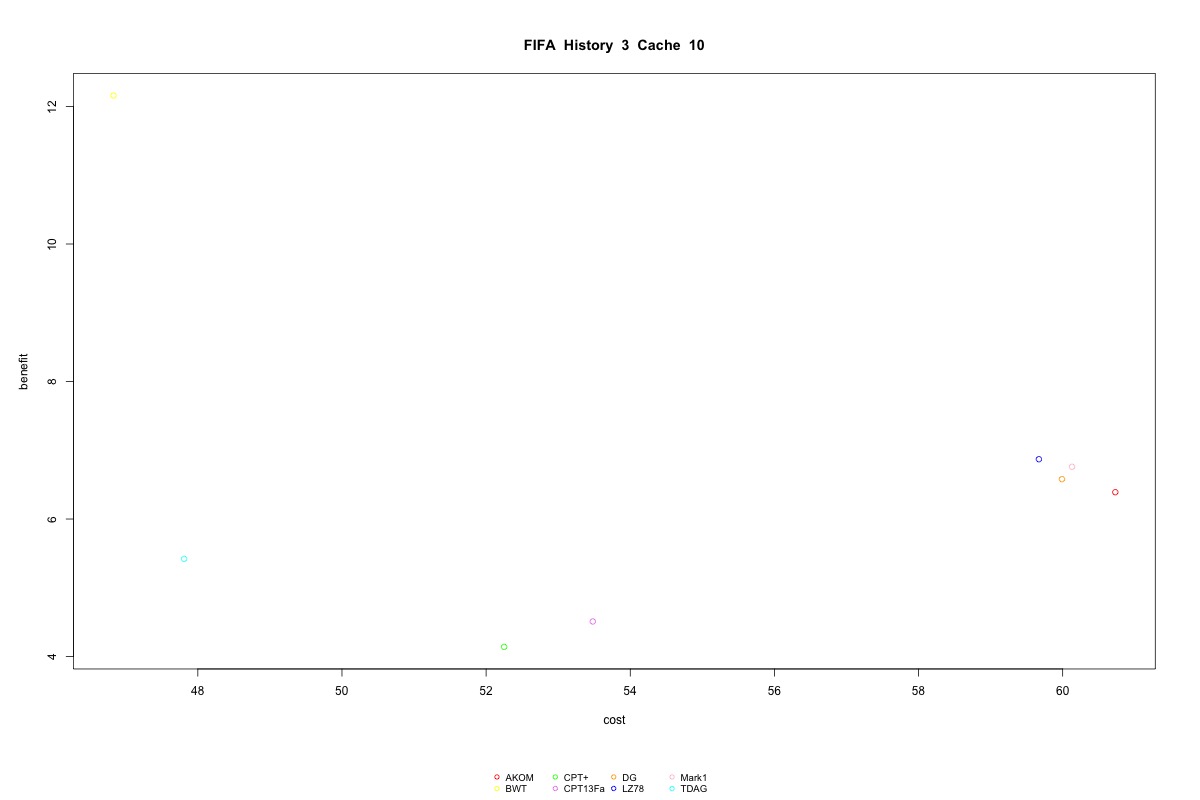 FIFA History 3 Cache 10
12
10
8
6
4
benefit
48 50 52 54 56 58 60
cost
AKOM CPT+ DG Mark1
BWT CPT13Fa LZ78 TDAG